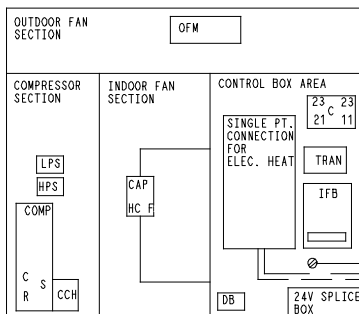 OUTDOOR FAN
SECTION
OFM
COMPRESSOR
SECTION
LPS
HPS
COMP
C
S
R
CCH
INDOOR FAN
SECTION
CAP
HC F
CONTROL BOX AREA
SINGLE PT.
CONNECTION
FOR
ELEC. HEAT
23 C 23
21 11
TRAN
IFB
DB
24V SPLICE
BOX